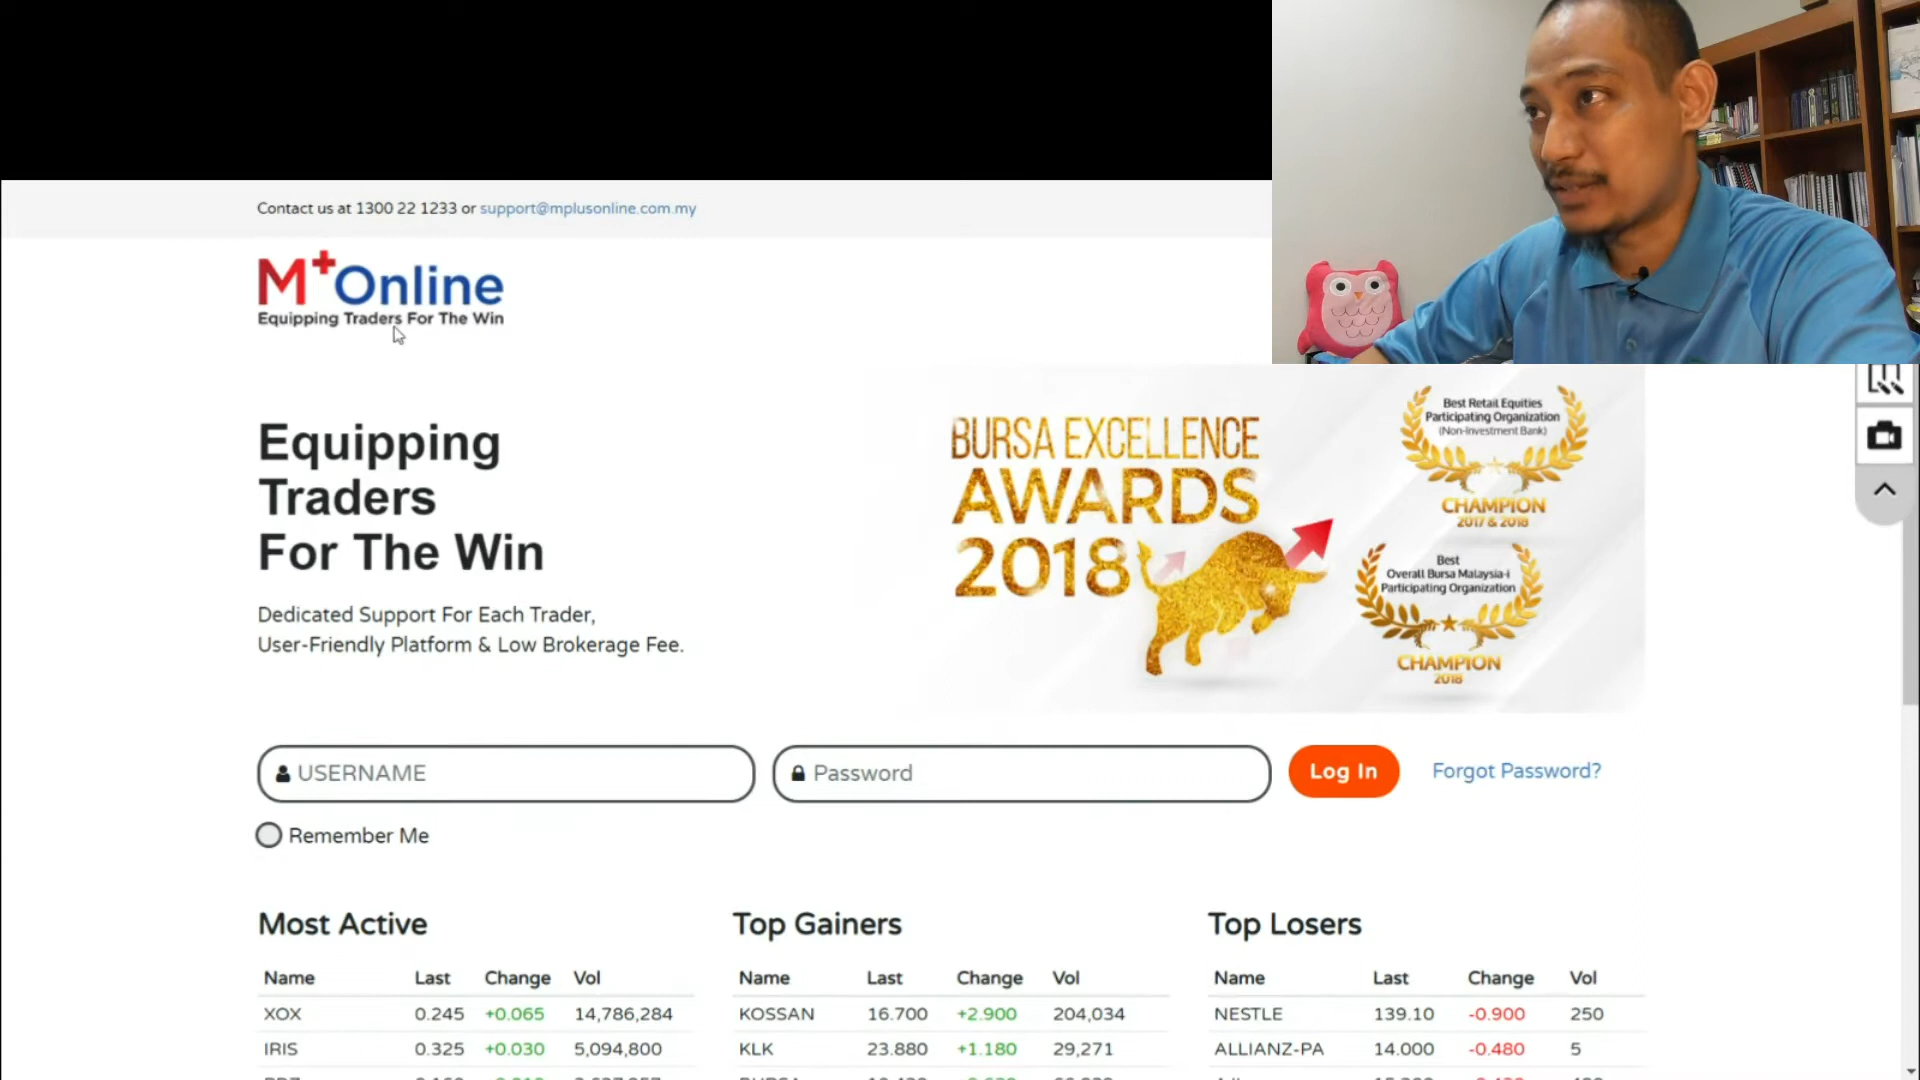 Contact us at 1300 22 1233 or support@mplusonline.com.my
M+Online
Equipping Traders For The Win
Equipping
Traders
For The Win
Dedicated Support For Each Trader,
User-Friendly Platform & Low Brokerage Fee.
BURSA EXCELLENCE
AWARDS
2018
Best Retail Equities
Participating Organization
(Non-Investment Bank)
CHAMPION
2017 & 2018
Best
Overall Bursa Malaysia-i
Participating Organization
CHAMPION
2018
USERNAME
Password
Log In
Forgot Password?
Remember Me
Most Active
Name Last Change Vol
XOX 0.245 +0.065 14,786,284
IRIS 0.325 +0.030 5,094,800
Top Gainers
Name Last Change Vol
KOSSAN 16.700 +2.900 204,034
KLK 23.880 +1.180 29,271
Top Losers
Name Last Change Vol
NESTLE 139.10 -0.900 250
ALLIANZ-PA 14.000 -0.480 5